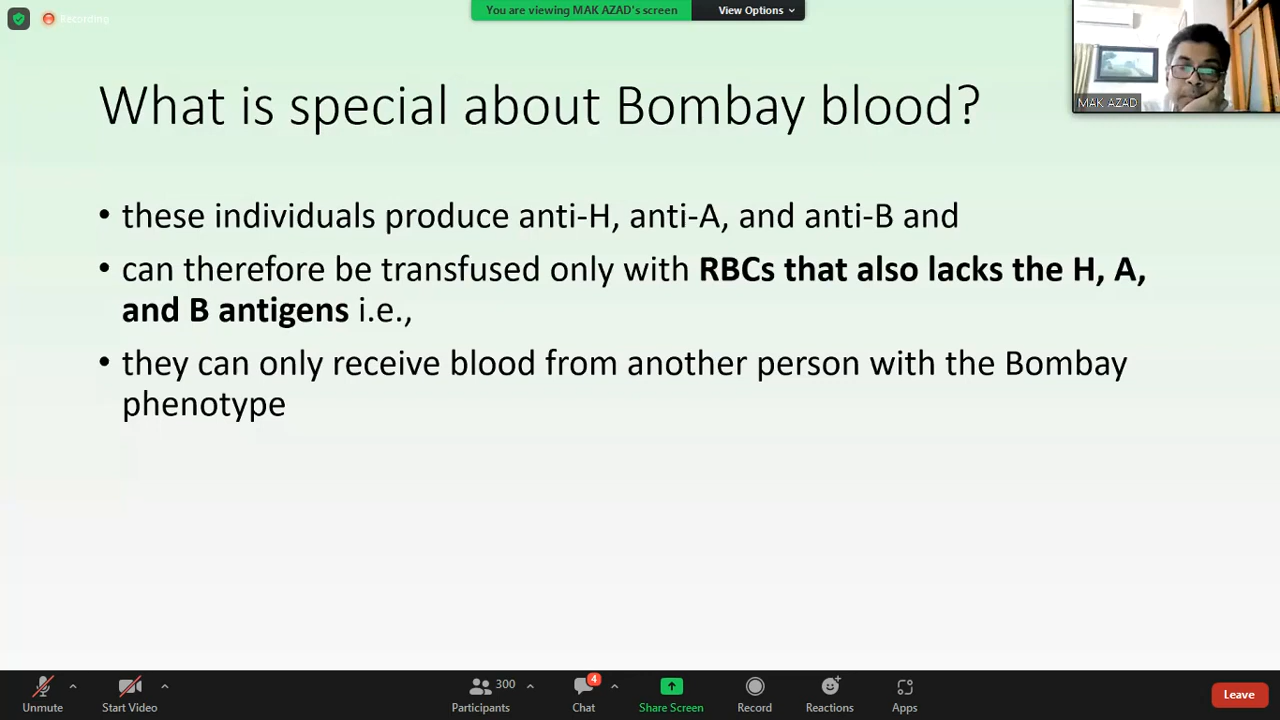 Recording
You are viewing MAK AZAD's screen
View Options
MAK AZAD
What is special about Bombay blood?
• these individuals produce anti-H, anti-A, and anti-B and
• can therefore be transfused only with RBCs that also lacks the H, A,
and B antigens i.e.,
• they can only receive blood from another person with the Bombay
phenotype
Unmute
Start Video
300
Participants
4
Chat
Share Screen
Record
Reactions
Apps
Leave